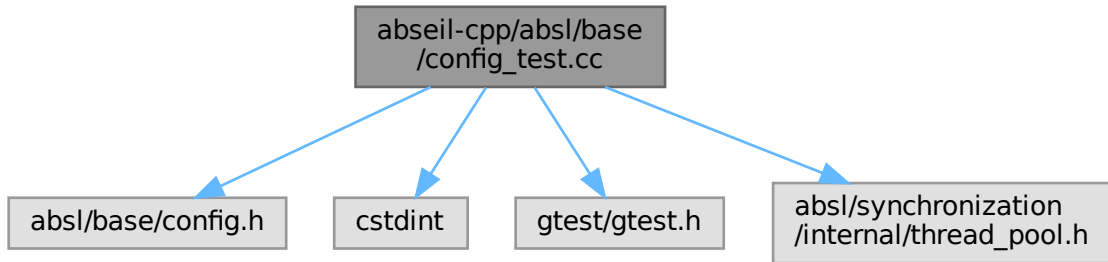 abseil-cpp/absl/base
/config_test.cc
absl/base/config.h
cstdint
gtest/gtest.h
absl/synchronization
/internal/thread_pool.h